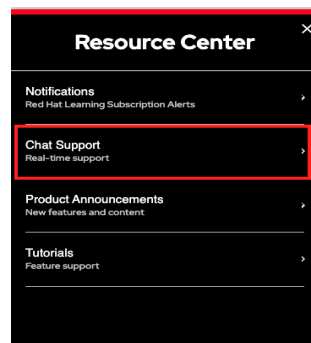 Resource Center
Notifications
Red Hat Learning Subscription Alerts
Chat Support
Real-time support
Product Announcements
New features and content
Tutorials
Feature support